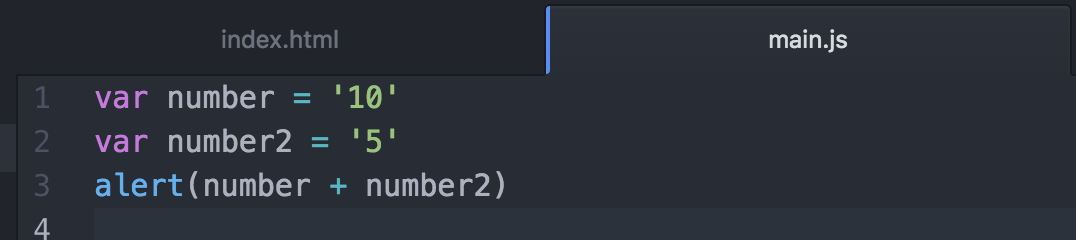 index.html main.js
1 var number = '10'
2 var number2 = '5'
3 alert(number + number2)
4